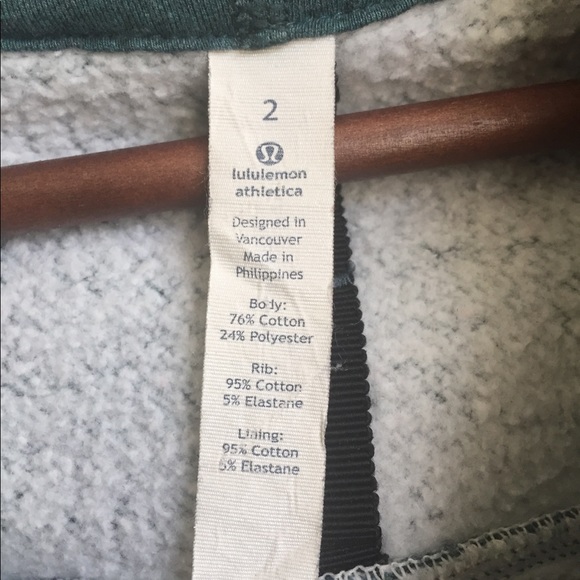 2
lululemon
athletica
Designed in
Vancouver
Made in
Philippines
Body:
76% Cotton
24% Polyester
Rib:
95% Cotton
5% Elastane
Lining:
95% Cotton
5% Elastane